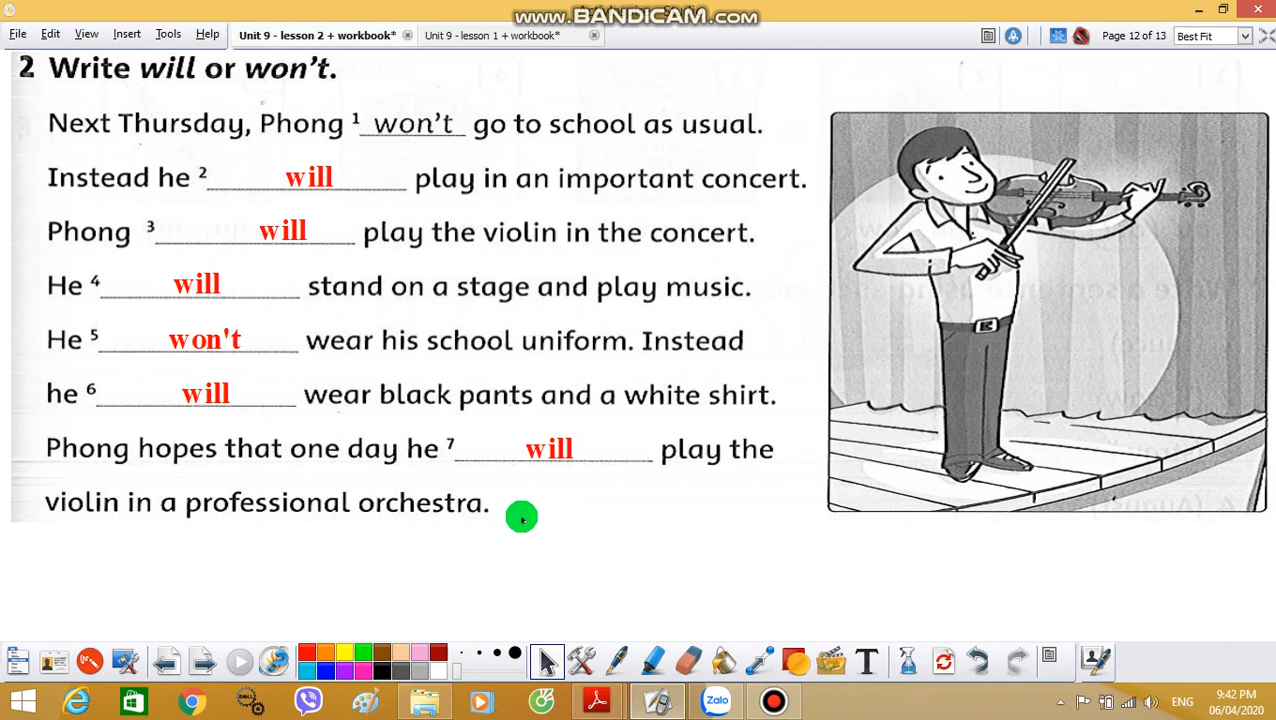 www.BANDICAM.com
File Edit View Insert Tools Help
Unit 9 - lesson 2 + workbook* Unit 9 - lesson 1 + workbook* Page 12 of 13 Best Fit
2 Write will or won't.
Next Thursday, Phong 1 won't go to school as usual.
Instead he 2 will play in an important concert.
Phong 3 will play the violin in the concert.
He 4 will stand on a stage and play music.
He 5 won't wear his school uniform. Instead
he 6 will wear black pants and a white shirt.
Phong hopes that one day he 7 will play the
violin in a professional orchestra.
T
DELL
Zalo
ENG
9:42 PM
06/04/2020